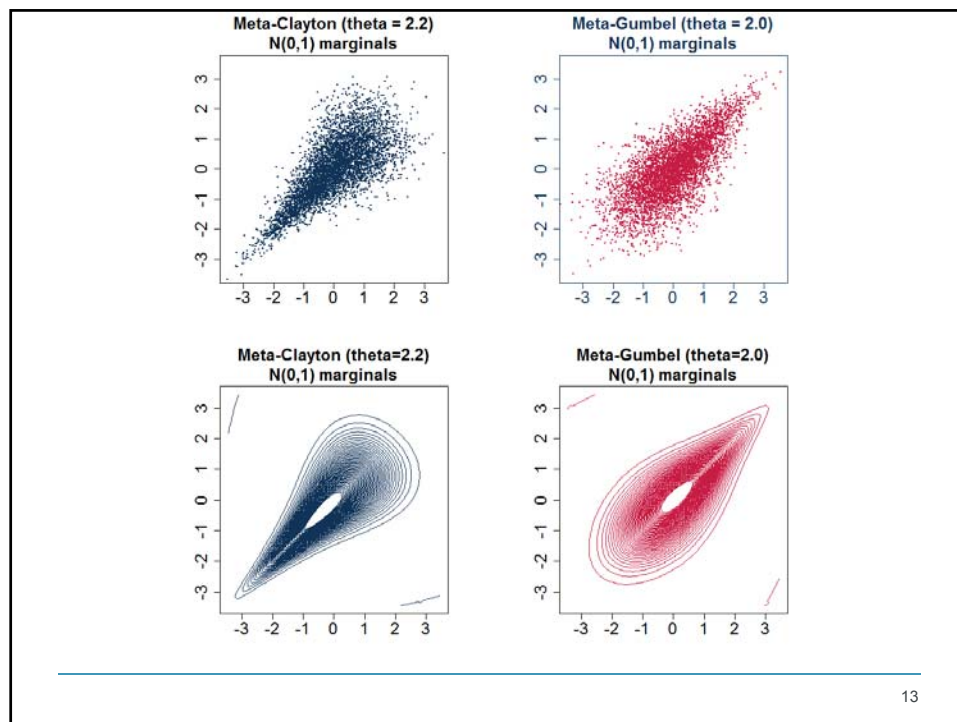 Meta-Clayton (theta = 2.2)
N(0,1) marginals
3
2
1
0
-1
-2
-3
-3 -2 -1 0 1 2 3
Meta-Gumbel (theta = 2.0)
N(0,1) marginals
3
2
1
0
-1
-2
-3
-3 -2 -1 0 1 2 3
Meta-Clayton (theta=2.2)
N(0,1) marginals
3
2
1
0
-1
-2
-3
-3 -2 -1 0 1 2 3
Meta-Gumbel (theta=2.0)
N(0,1) marginals
3
2
1
0
-1
-2
-3
-3 -2 -1 0 1 2 3
13